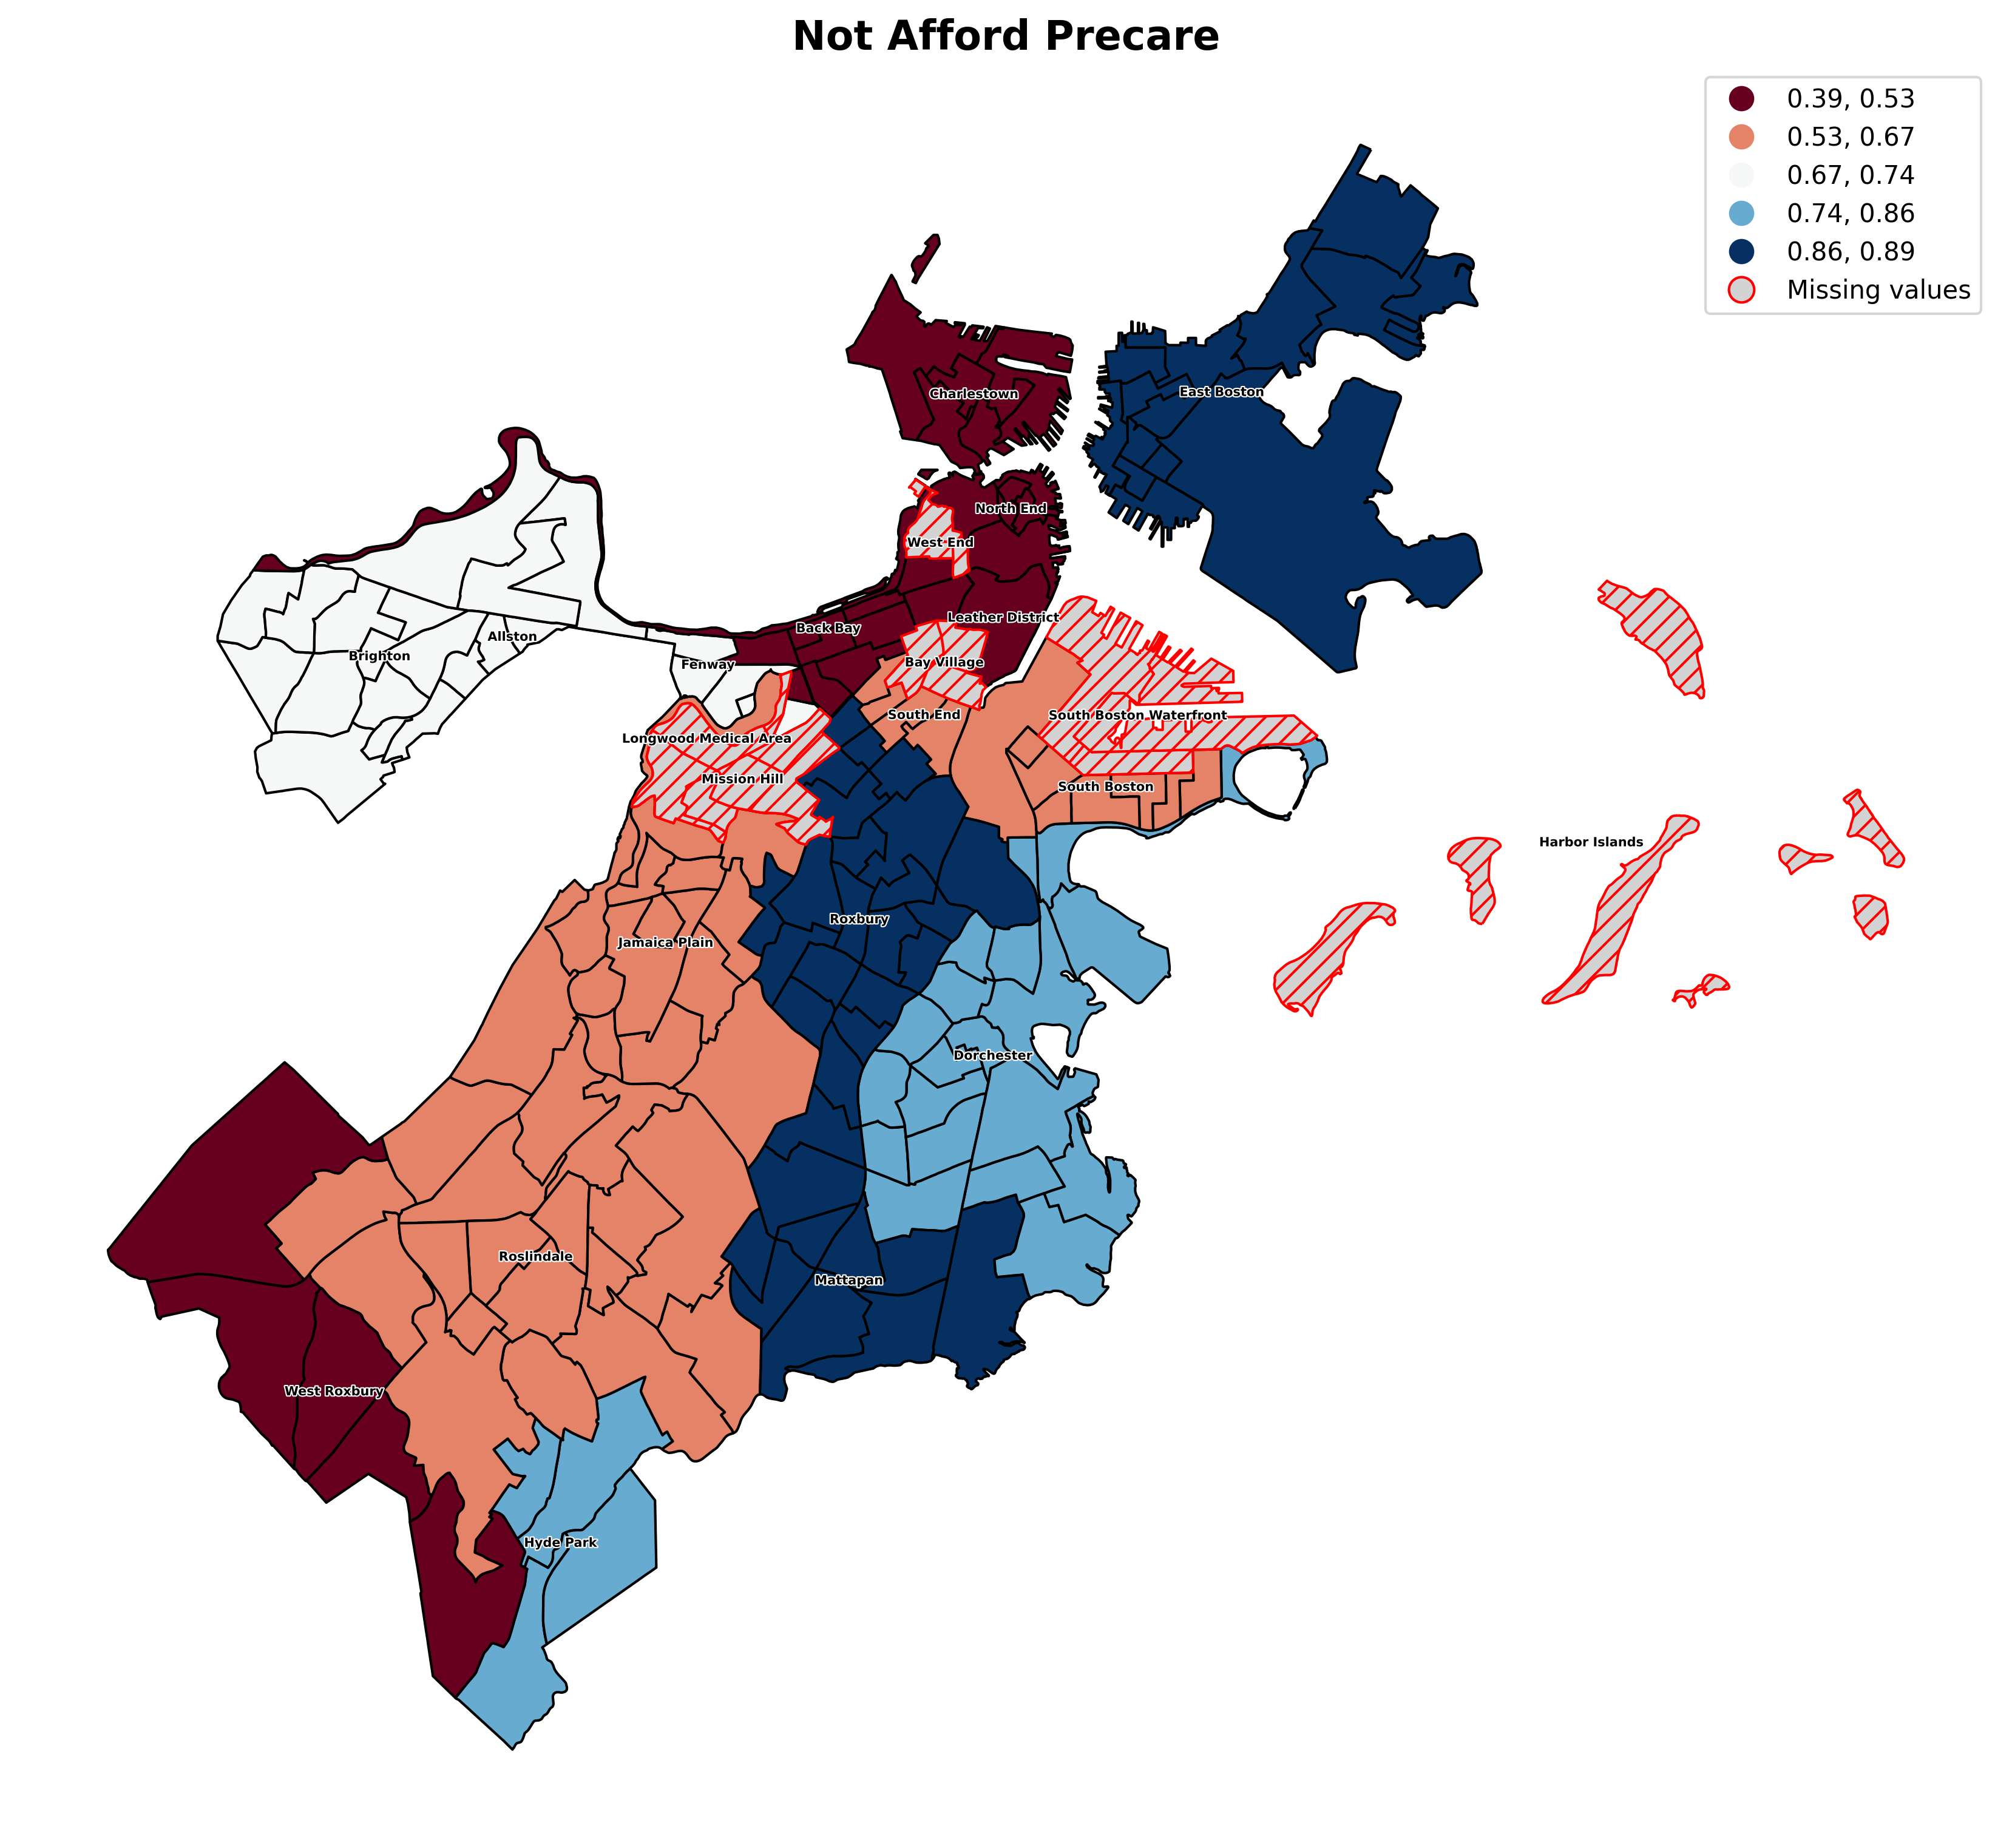 Not Afford Precare
0.39, 0.53
0.53, 0.67
0.67, 0.74
0.74, 0.86
0.86, 0.89
Missing values
Charlestown
East Boston
North End
West End
Leather District
Back Bay
Allston
Brighton
Fenway
Bay Village
South End
South Boston Waterfront
Longwood Medical Area
Mission Hill
South Boston
Harbor Islands
Roxbury
Jamaica Plain
Dorchester
Roslindale
Mattapan
West Roxbury
Hyde Park